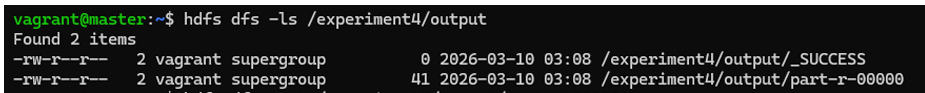 vagrant@master:~$ hdfs dfs -ls /experiment4/output
Found 2 items
-rw-r--r--   2 vagrant supergroup          0 2026-03-10 03:08 /experiment4/output/_SUCCESS
-rw-r--r--   2 vagrant supergroup         41 2026-03-10 03:08 /experiment4/output/part-r-00000